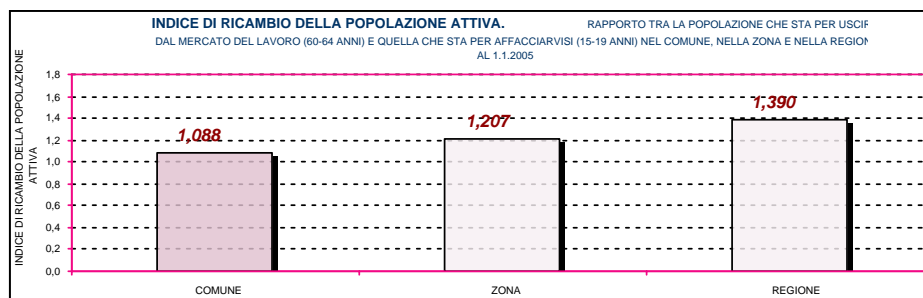 INDICE DI RICAMBIO DELLA POPOLAZIONE ATTIVA. RAPPORTO TRA LA POPOLAZIONE CHE STA PER
DAL MERCATO DEL LAVORO (60-64 ANNI) E QUELLA CHE STA PER AFFACCIARVISI (15-19 ANNI) NEL COMUNE, NELLA ZONA E NELLA
AL 1.1.2005
INDICE DI RICAMBIO DELLA POPOLAZIONE
ATTIVA
1,8
1,6
1,4
1,2
1,0
0,8
0,6
0,4
0,2
0,0
1,088
1,207
1,390
COMUNE
ZONA
REGIONE